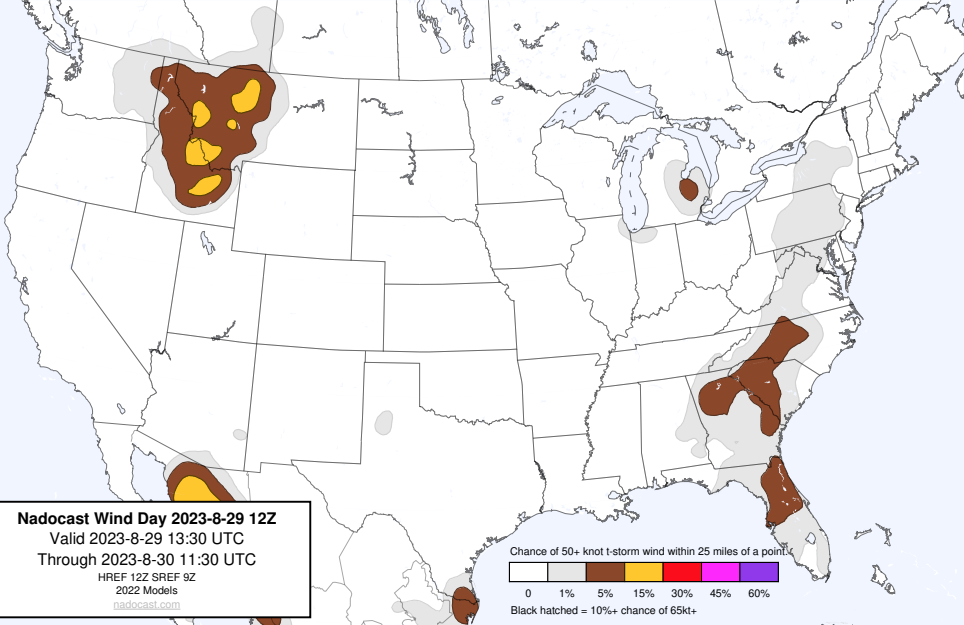 Nadocast Wind Day 2023-8-29 12Z
Valid 2023-8-29 13:30 UTC
Through 2023-8-30 11:30 UTC
HREF 12Z SREF 9Z
2022 Models
nadocast.com
Chance of 50+ knot t-storm wind within 25 miles of a point.
0 1% 5% 15% 30% 45% 60%
Black hatched = 10%+ chance of 65kt+